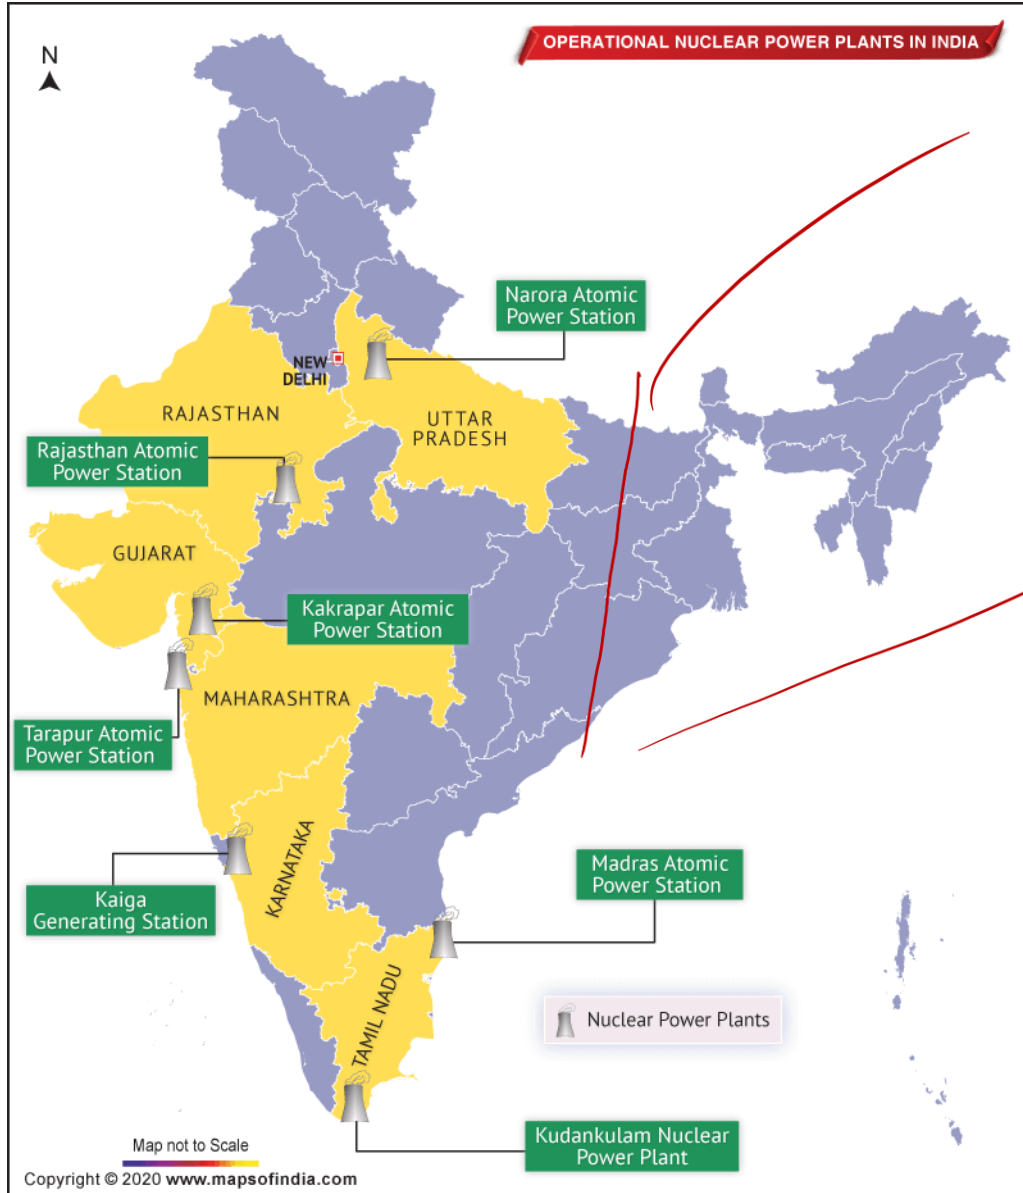 OPERATIONAL NUCLEAR POWER PLANTS IN INDIA
N
Narora Atomic
Power Station
NEW
DELHI
RAJASTHAN
UTTAR
PRADESH
Rajasthan Atomic
Power Station
GUJARAT
Kakrapar Atomic
Power Station
MAHARASHTRA
Tarapur Atomic
Power Station
KARNATAKA
Madras Atomic
Power Station
Kaiga
Generating Station
TAMIL NADU
Nuclear Power Plants
Kudankulam Nuclear
Power Plant
Map not to Scale
Copyright © 2020 www.mapsofindia.com